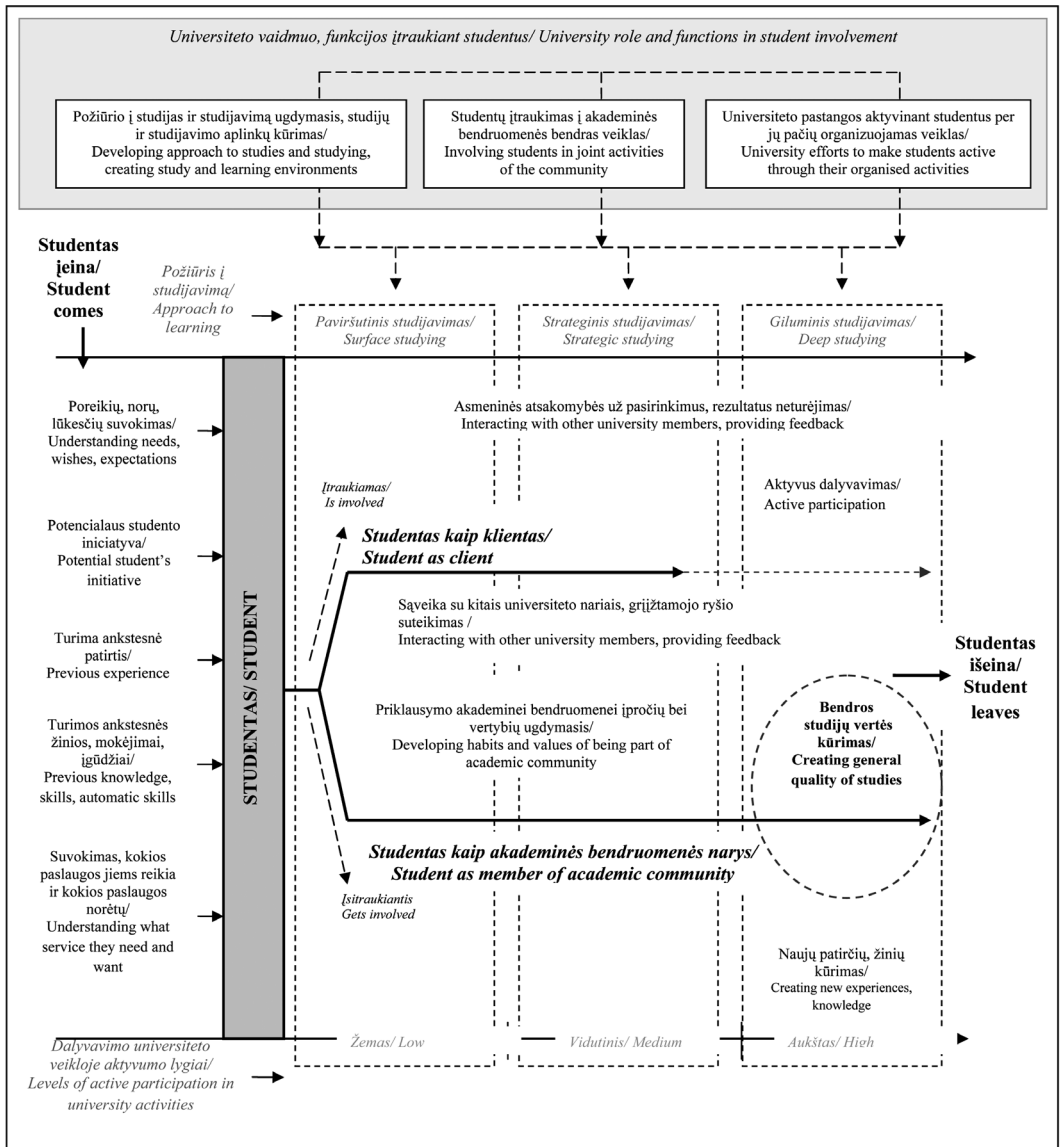 Universiteto vaidmuo, funkcijos įtraukiant studentus/ University role and functions in student involvement
Požiūrio į studijas ir studijavimą ugdymasis, studijų
ir studijavimo aplinkų kūrimas/
Developing approach to studies and studying,
creating study and learning environments
Studentų įtraukimas į akademinės
bendruomenės bendras veiklas/
Involving students in joint activities
of the community
Universiteto pastangos aktyvinant studentus per
jų pačių organizuojamas veiklas/
University efforts to make students active
through their organised activities
Studentas
įeina/
Student
comes
Požiūris į
studijavimą/
Approach to
learning
Paviršutinis studijavimas/
Surface studying
Strateginis studijavimas/
Strategic studying
Giluminis studijavimas/
Deep studying
Poreikių, norų,
lūkesčių suvokimas/
Understanding needs,
wishes, expectations
Asmeninės atsakomybės už pasirinkimus, rezultatus neturėjimas/
Interacting with other university members, providing feedback
Įtraukiamas/
Is involved
Aktyvus dalyvavimas/
Active participation
Potencialaus studento
iniciatyva/
Potential student's
initiative
Studentas kaip klientas/
Student as client
STUDENTAS/ STUDENT
Sąveika su kitais universiteto nariais, grįįžtamojo ryšio
suteikimas /
Interacting with other university members, providing feedback
Turima ankstesnė
patirtis/
Previous experience
Studentas
išeina/
Student
leaves
Priklausymo akademinei bendruomenei įpročių bei
vertybių ugdymasis/
Developing habits and values of being part of
academic community
Bendros
studijų vertės
kūrimas/
Creating general
quality of studies
Turimos ankstesnės
žinios, mokėjimai,
įgūdžiai/
Previous knowledge,
skills, automatic skills
Studentas kaip akademinės bendruomenės narys/
Student as member of academic community
Suvokimas, kokios
paslaugos jiems reikia
ir kokios paslaugos
norėtų/
Understanding what
service they need and
want
Įsitraukiantis
Gets involved
Naujų patirčių, žinių
kūrimas/
Creating new experiences,
knowledge
Dalyvavimo universiteto
veikloje aktyvumo lygiai/
Levels of active participation in
university activities
Žemas/ Low
Vidutinis/ Medium
Aukštas/ High